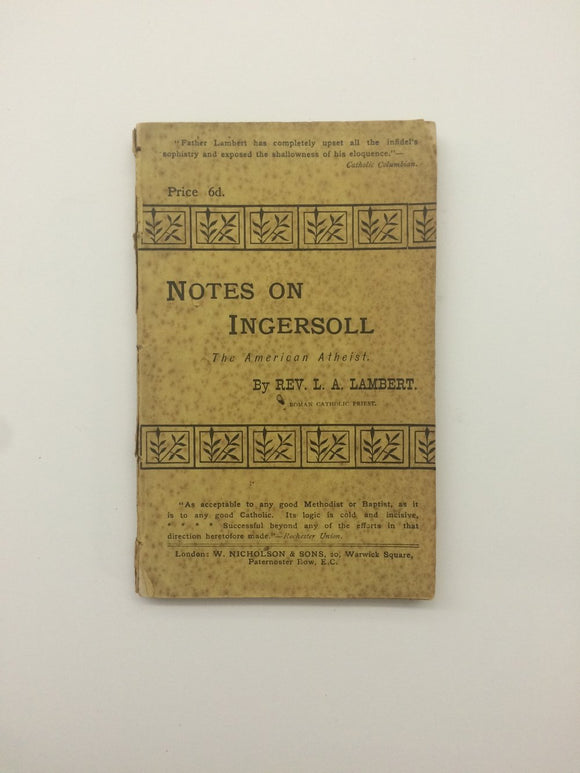 "Father Lambert has completely upset all the infidel's
sophistry and exposed the shallowness of his eloquence."—
Catholic Columbian.
Price 6d.
NOTES ON
INGERSOLL
The American Atheist.
By REV. L. A. LAMBERT.
ROMAN CATHOLIC PRIEST.
"As acceptable to any good Methodist or Baptist, as it
is to any good Catholic. Its logic is cold and incisive,
* * * * Successful beyond any of the efforts in that
direction heretofore made."—Rochester Union.
London: W. NICHOLSON & SONS, 20, Warwick Square,
Paternoster Row, E.C.